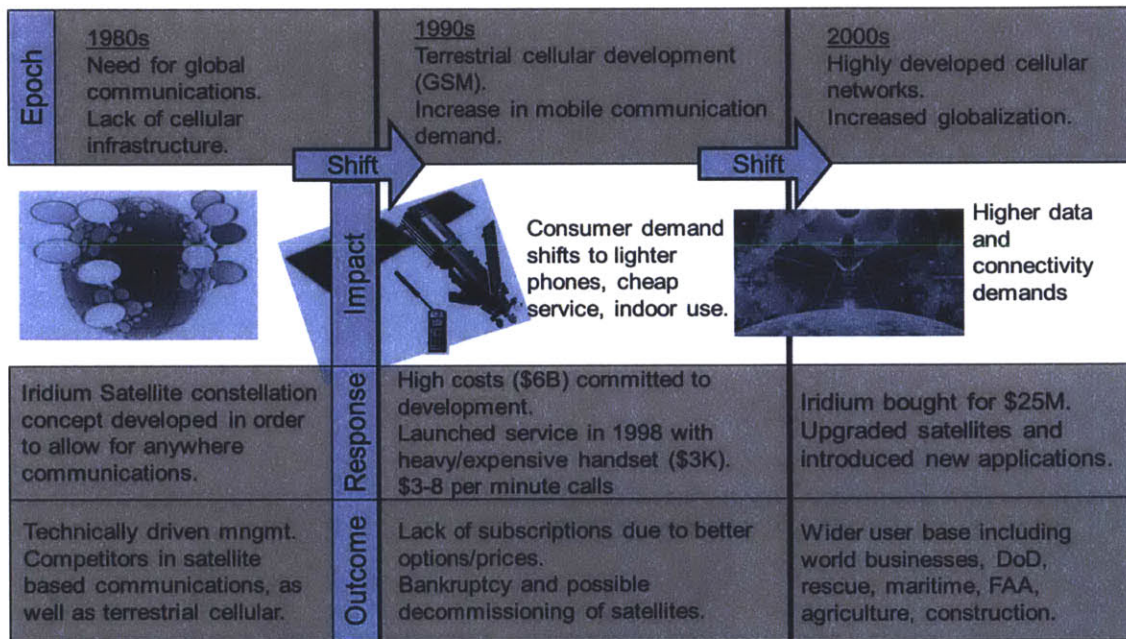 Epoch
1980s
Need for global
communications.
Lack of cellular
infrastructure.
1990s
Terrestrial cellular development
(GSM).
Increase in mobile communication
demand.
2000s
Highly developed cellular
networks.
Increased globalization.
Shift
Shift
Impact
Consumer demand
shifts to lighter
phones, cheap
service, indoor use.
Higher data
and
connectivity
demands
Response
Iridium Satellite constellation
concept developed in order
to allow for anywhere
communications.
High costs ($6B) committed to
development.
Launched service in 1998 with
heavy/expensive handset ($3K).
$3-8 per minute calls
Iridium bought for $25M.
Upgraded satellites and
introduced new applications.
Outcome
Technically driven mngmt.
Competitors in satellite
based communications, as
well as terrestrial cellular.
Lack of subscriptions due to better
options/prices.
Bankruptcy and possible
decommissioning of satellites.
Wider user base including
world businesses, DoD,
rescue, maritime, FAA,
agriculture, construction.